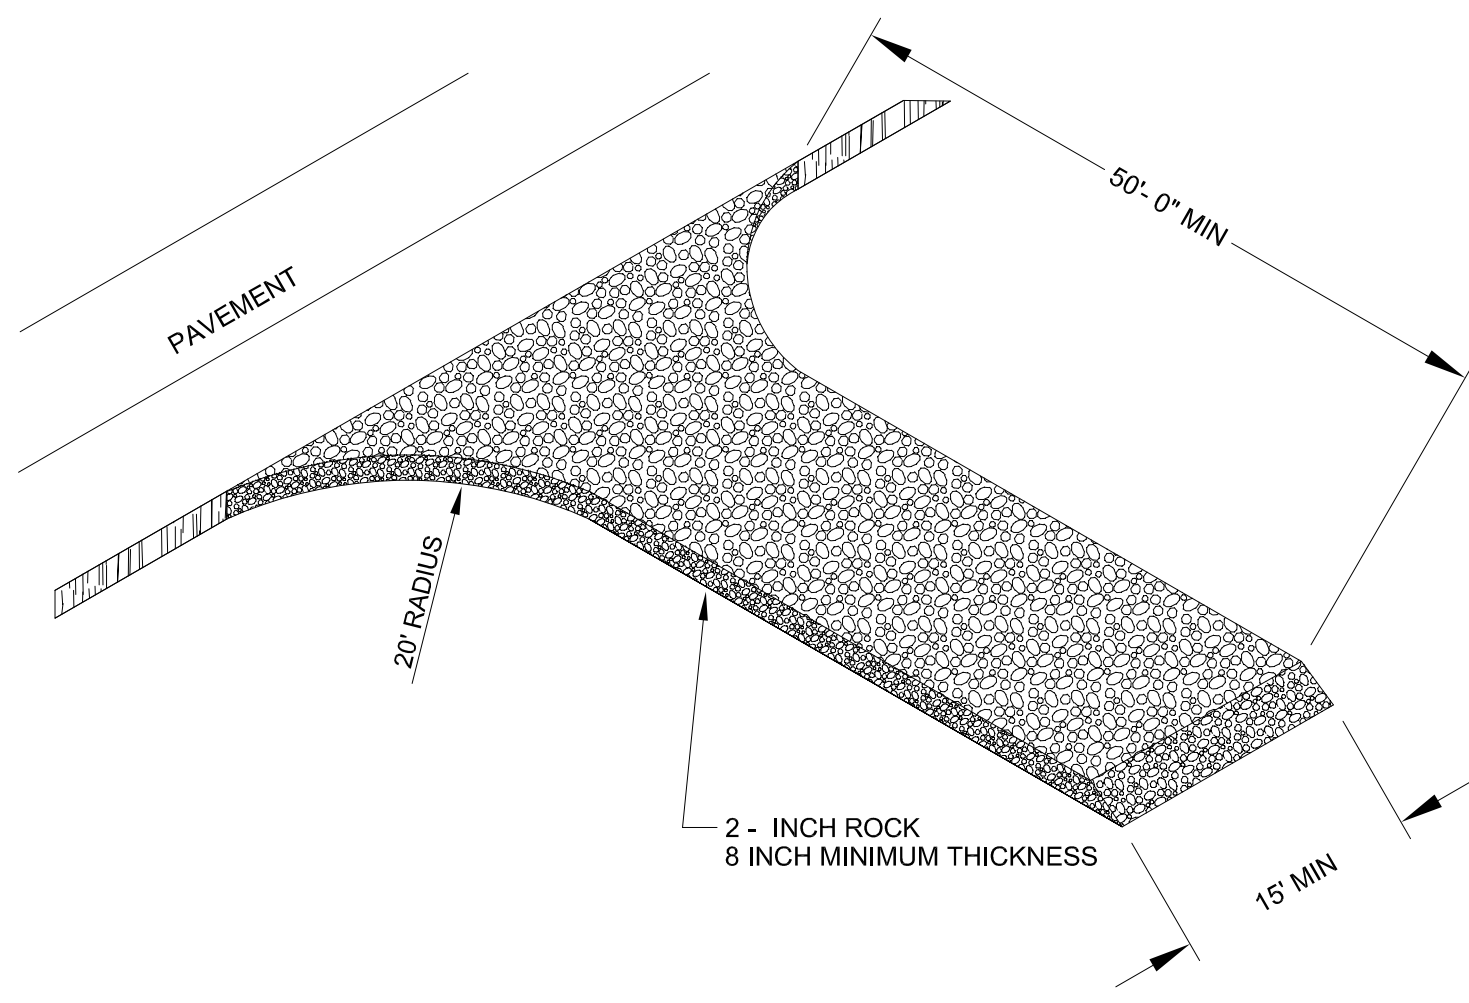 50'- 0" MIN
PAVEMENT
20' RADIUS
2 - INCH ROCK
8 INCH MINIMUM THICKNESS
15' MIN